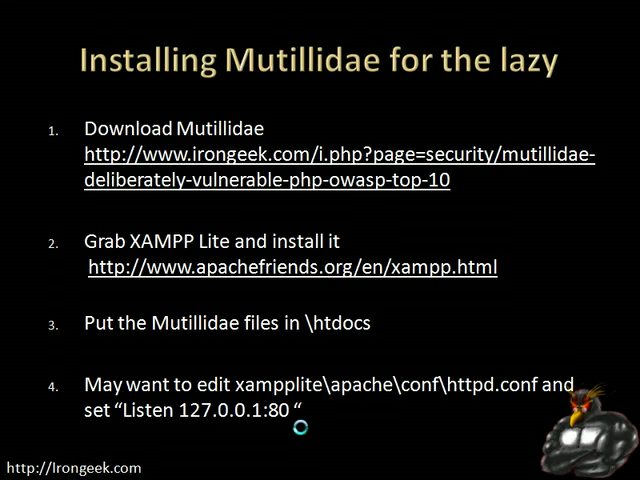 Installing Mutillidae for the lazy
1. Download Mutillidae
http://www.irongeek.com/i.php?page=security/mutillidae-
deliberately-vulnerable-php-owasp-top-10
2. Grab XAMPP Lite and install it
http://www.apachefriends.org/en/xampp.html
3. Put the Mutillidae files in \htdocs
4. May want to edit xampplite\apache\conf\httpd.conf and
set “Listen 127.0.0.1:80 “
http://Irongeek.com